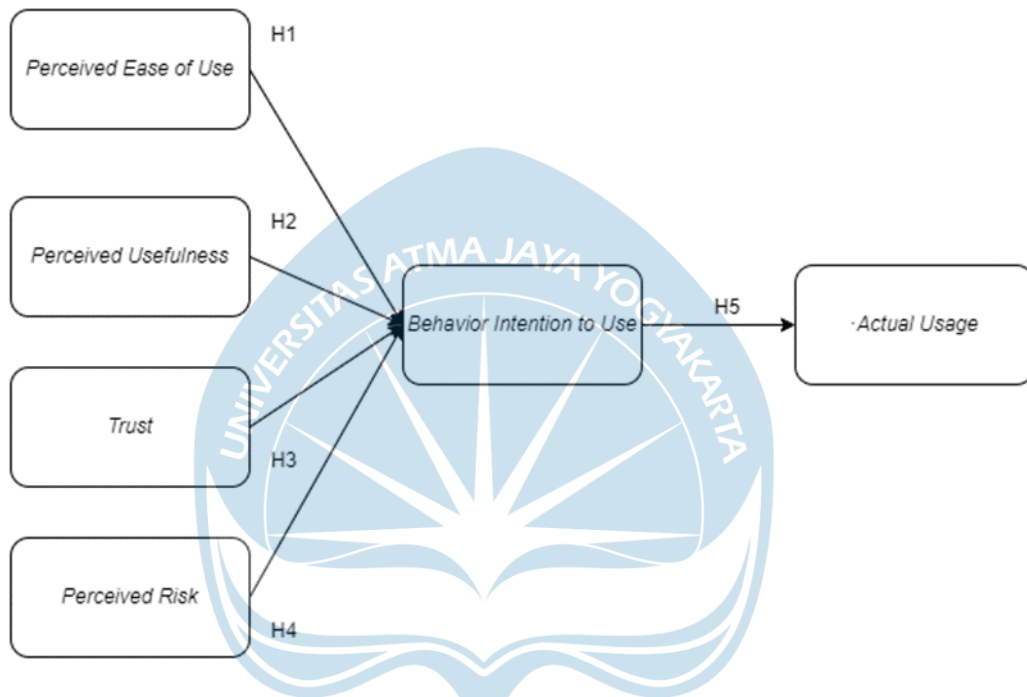 H1
Perceived Ease of Use
H2
Perceived Usefulness
UNIVERSITAS ATMA JAYA YOGYAKARTA
Behavior Intention to Use
H5
Actual Usage
Trust
H3
Perceived Risk
H4